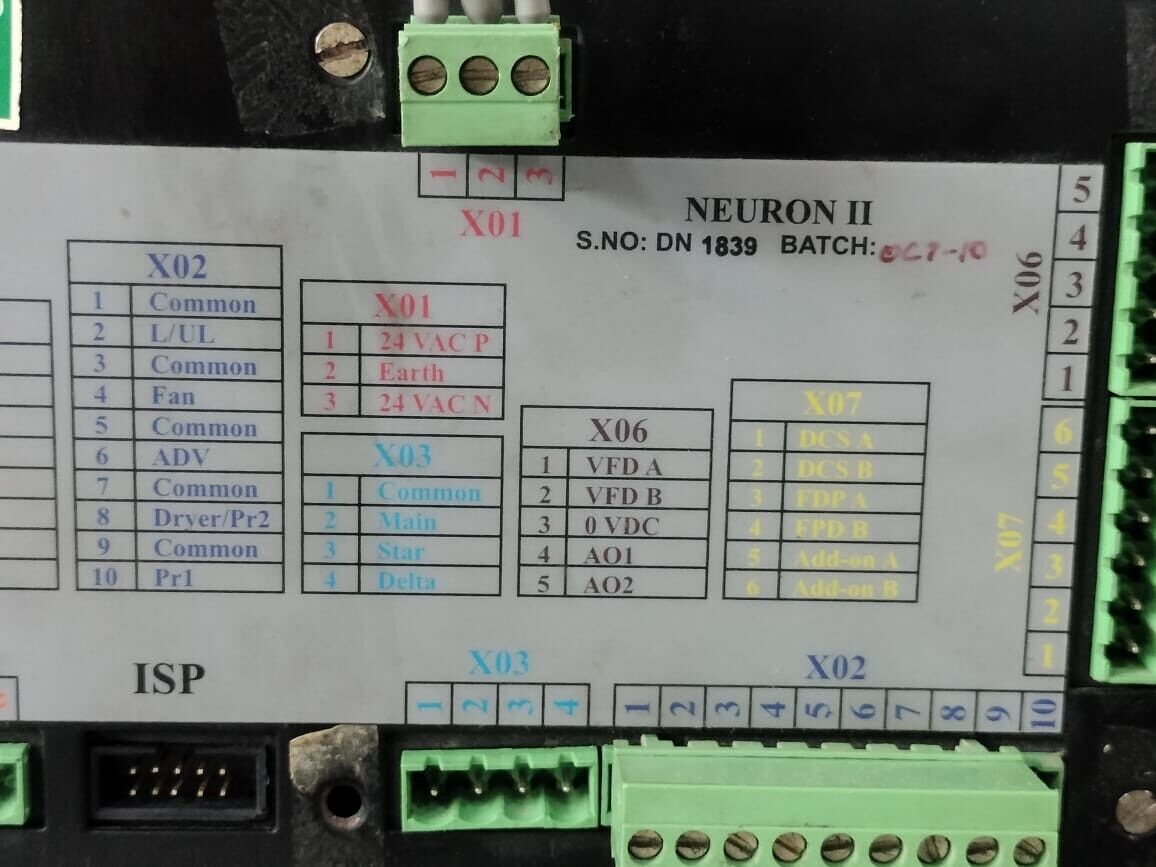 1 2 3
X01
NEURON II
S.NO: DN 1839 BATCH: OCT-10
X02
1 Common
2 L/UL
3 Common
4 Fan
5 Common
6 ADV
7 Common
8 Dryer/Pr2
9 Common
10 Pr1
X01
1 24 VAC P
2 Earth
3 24 VAC N
X03
1 Common
2 Main
3 Star
4 Delta
X06
1 VFD A
2 VFD B
3 0 VDC
4 AO1
5 AO2
X07
1 DCS A
2 DCS B
3 FDP A
4 FPD B
5 Add-on A
6 Add-on B
X06
5
4
3
2
1
X07
6
5
4
3
2
1
ISP
X03
1 2 3 4
X02
1 2 3 4 5 6 7 8 9 10